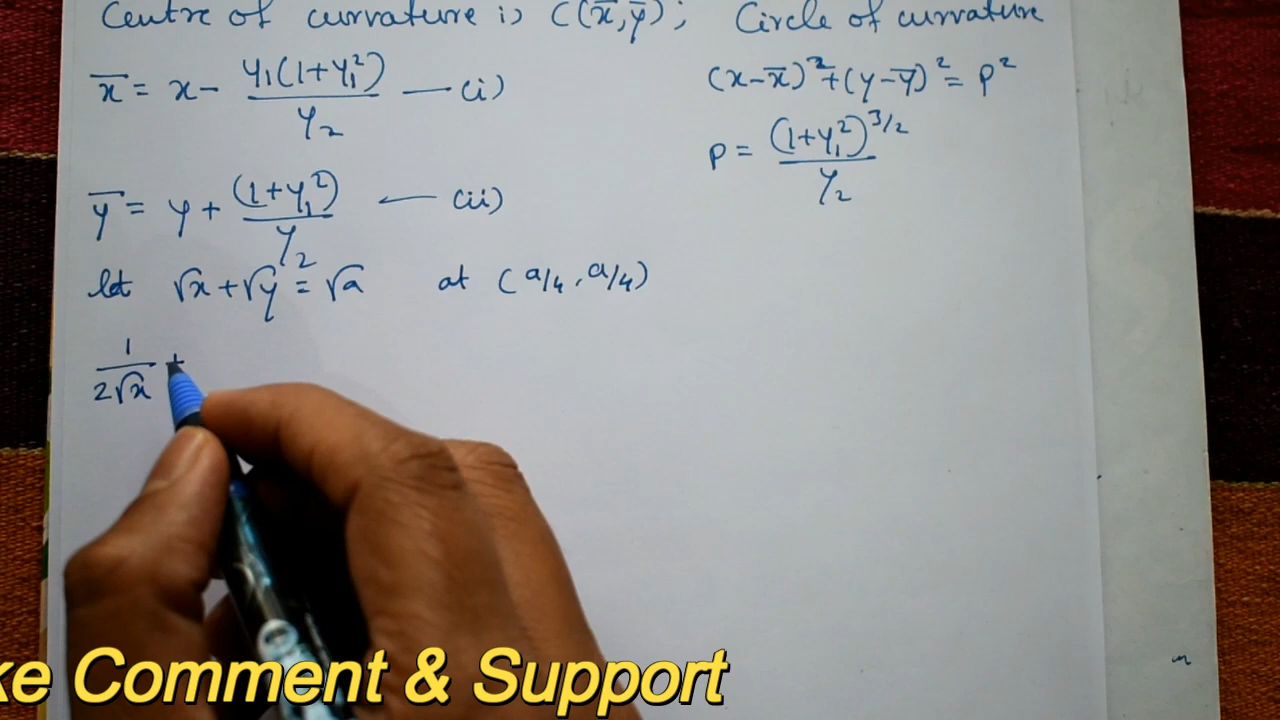 Centre of curvature is C(x̅, y̅) ; Circle of curvature
x̅ = x - y₁(1+y₁²)/y₂ — (i)
(x-x̅)² + (y-y̅)² = ρ²
ρ = (1+y₁²)^3/2 / y₂
y̅ = y + (1+y₁²)/y₂ — (ii)
let √x + √y = √a at (a/4, a/4)
1/2√x +
ke Comment & Support